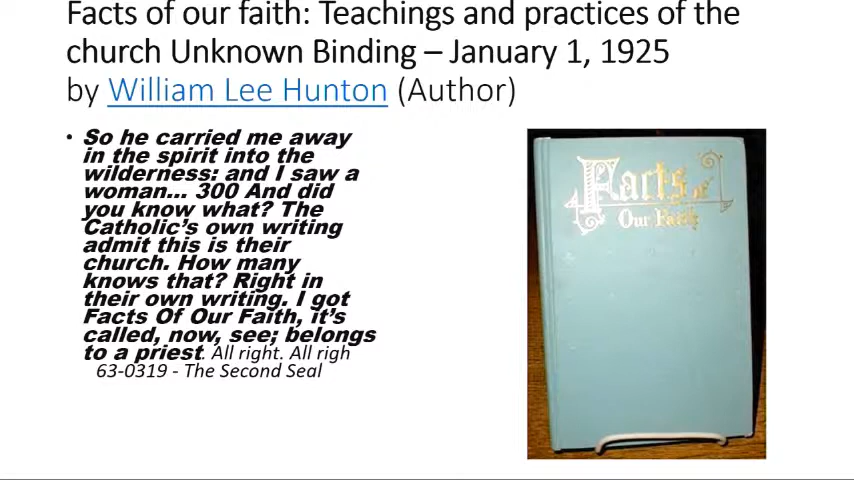 Facts of our faith: Teachings and practices of the
church Unknown Binding – January 1, 1925
by William Lee Hunton (Author)
• So he carried me away
in the spirit into the
wilderness: and I saw a
woman... 300 And did
you know what? The
Catholic's own writing
admit this is their
church. How many
knows that? Right in
their own writing. I got
Facts Of Our Faith, it's
called, now, see; belongs
to a priest. All right. All righ
63-0319 - The Second Seal
Facts of
Our Faith